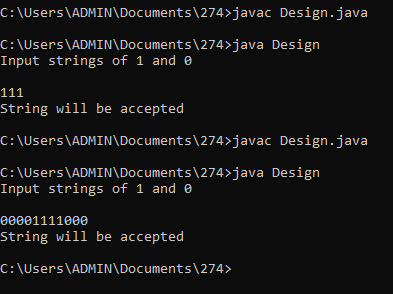 C:\Users\ADMIN\Documents\274>javac Design.java
C:\Users\ADMIN\Documents\274>java Design
Input strings of 1 and 0
111
String will be accepted
C:\Users\ADMIN\Documents\274>javac Design.java
C:\Users\ADMIN\Documents\274>java Design
Input strings of 1 and 0
00001111000
String will be accepted
C:\Users\ADMIN\Documents\274>